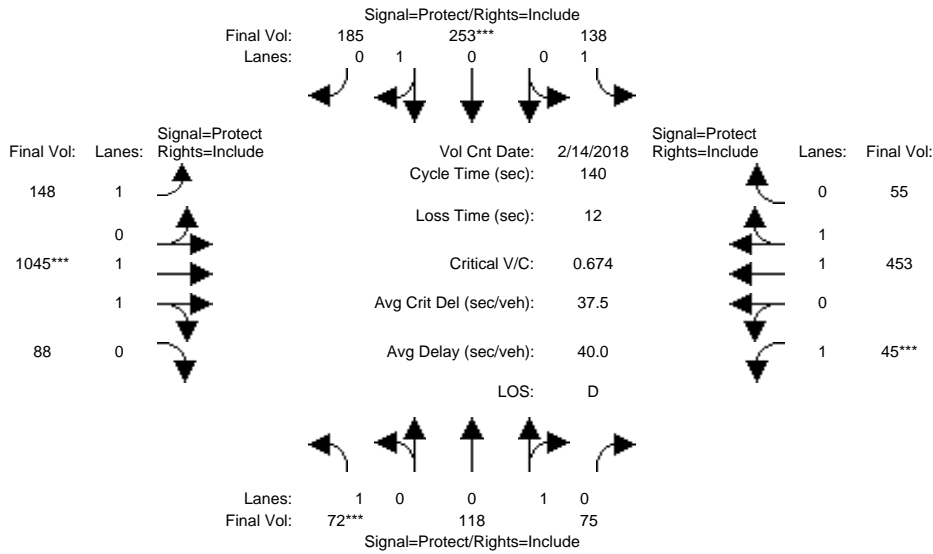 Signal=Protect/Rights=Include
Final Vol: 185 253*** 138
Lanes: 0 1 0 0 1
Signal=Protect Signal=Protect
Final Vol: Lanes: Rights=Include Vol Cnt Date: 2/14/2018 Rights=Include Lanes: Final Vol:
Cycle Time (sec): 140
148 1 0 55
Loss Time (sec): 12
0 1
1045*** 1 Critical V/C: 0.674 1 453
1 Avg Crit Del (sec/veh): 37.5 0
88 0 Avg Delay (sec/veh): 40.0 1 45***
LOS: D
Lanes: 1 0 0 1 0
Final Vol: 72*** 118 75
Signal=Protect/Rights=Include